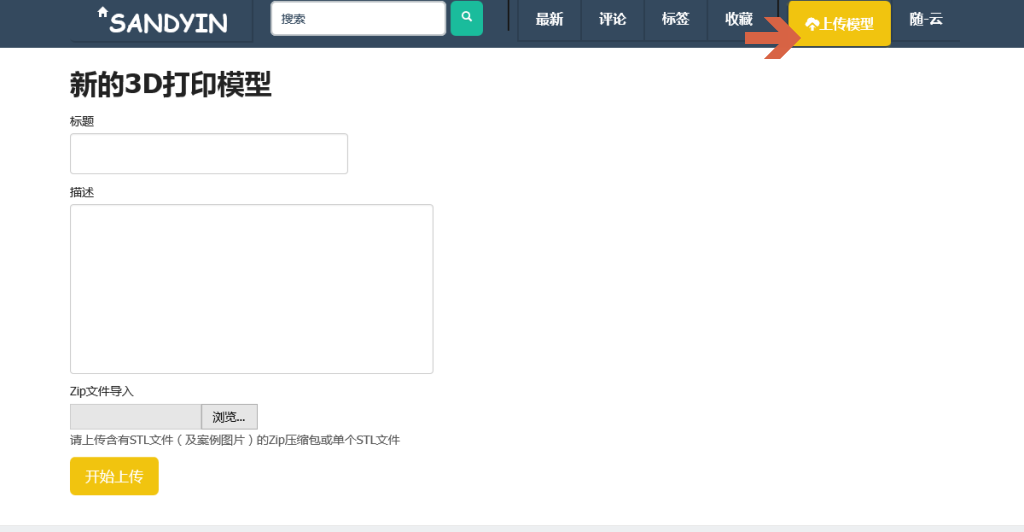 SANDYIN
搜索
最新
评论
标签
收藏
上传模型
随-云
新的3D打印模型
标题
描述
Zip文件导入
浏览...
请上传含有STL文件（及案例图片）的Zip压缩包或单个STL文件
开始上传